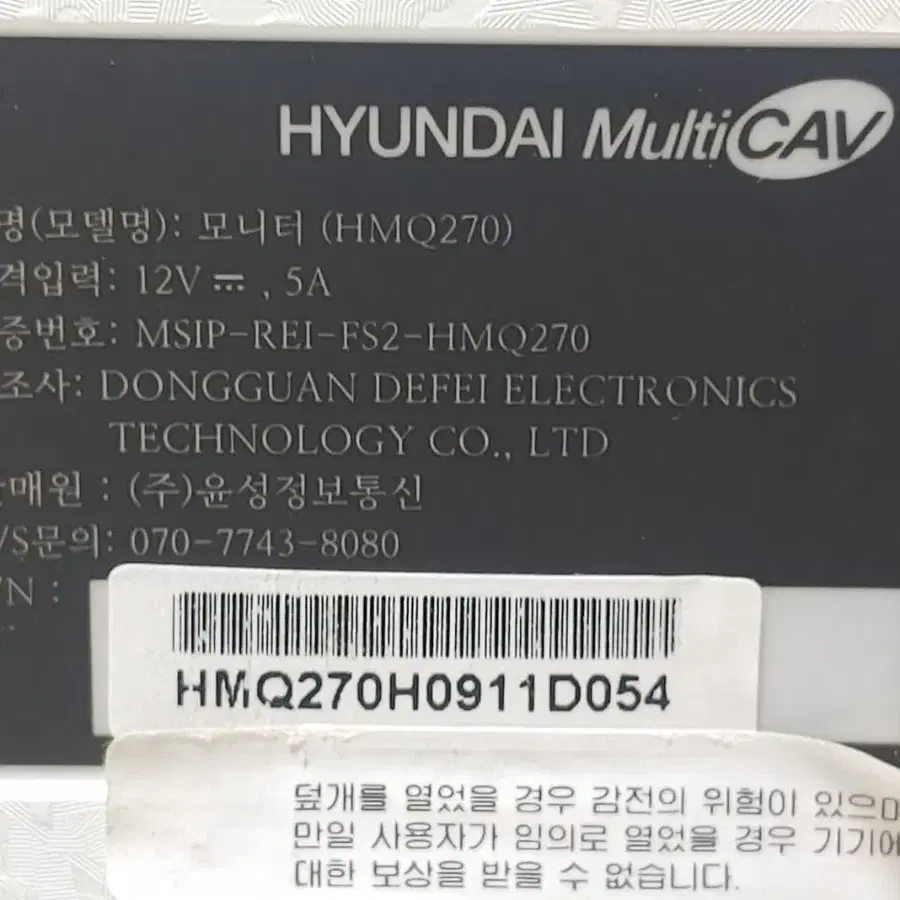 HYUNDAI MultiCAV
명(모델명): 모니터 (HMQ270)
격입력: 12V ⎓ , 5A
증번호: MSIP-REI-FS2-HMQ270
조사: DONGGUAN DEFEI ELECTRONICS
TECHNOLOGY CO., LTD
매원 : (주)윤성정보통신
/S문의: 070-7743-8080
/N :
HMQ270H0911D054
덮개를 열었을 경우 감전의 위험이 있으며
만일 사용자가 임의로 열었을 경우 기기에
대한 보상을 받을 수 없습니다.